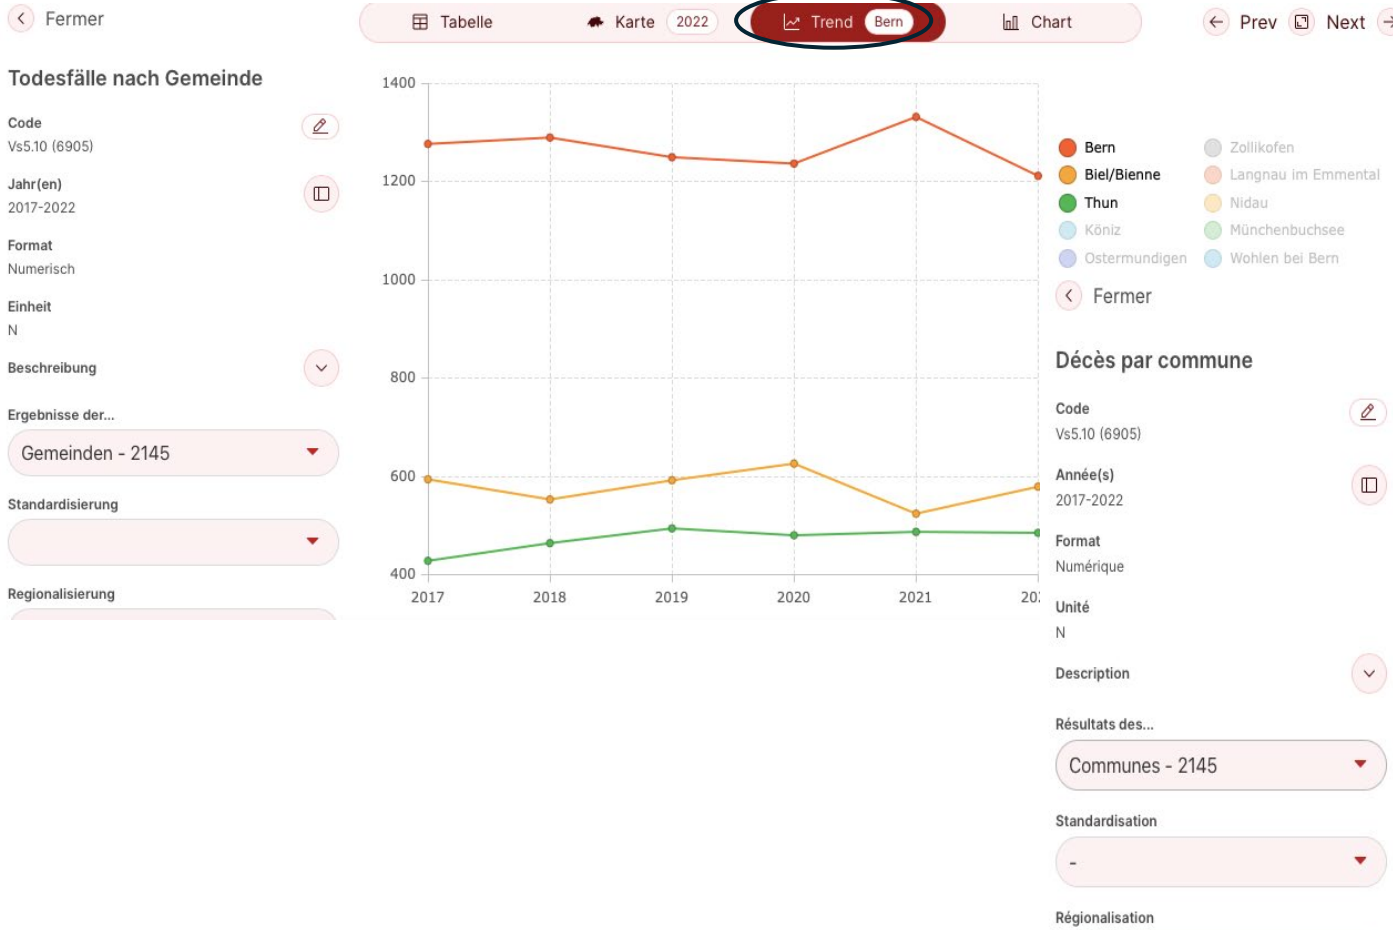 Fermer
Tabelle
Karte 2022
Trend Bern
Chart
Prev
Next
Todesfälle nach Gemeinde
Code
Vs5.10 (6905)
Jahr(en)
2017-2022
Format
Numerisch
Einheit
N
Beschreibung
Ergebnisse der...
Gemeinden - 2145
Standardisierung
Regionalisierung
1400
1200
1000
800
600
400
2017
2018
2019
2020
2021
Bern
Biel/Bienne
Thun
Köniz
Ostermundigen
Zollikofen
Langnau im Emmental
Nidau
Münchenbuchsee
Wohlen bei Bern
Fermer
Décès par commune
Code
Vs5.10 (6905)
Année(s)
2017-2022
Format
Numérique
Unité
N
Description
Résultats des...
Communes - 2145
Standardisation
-
Régionalisation